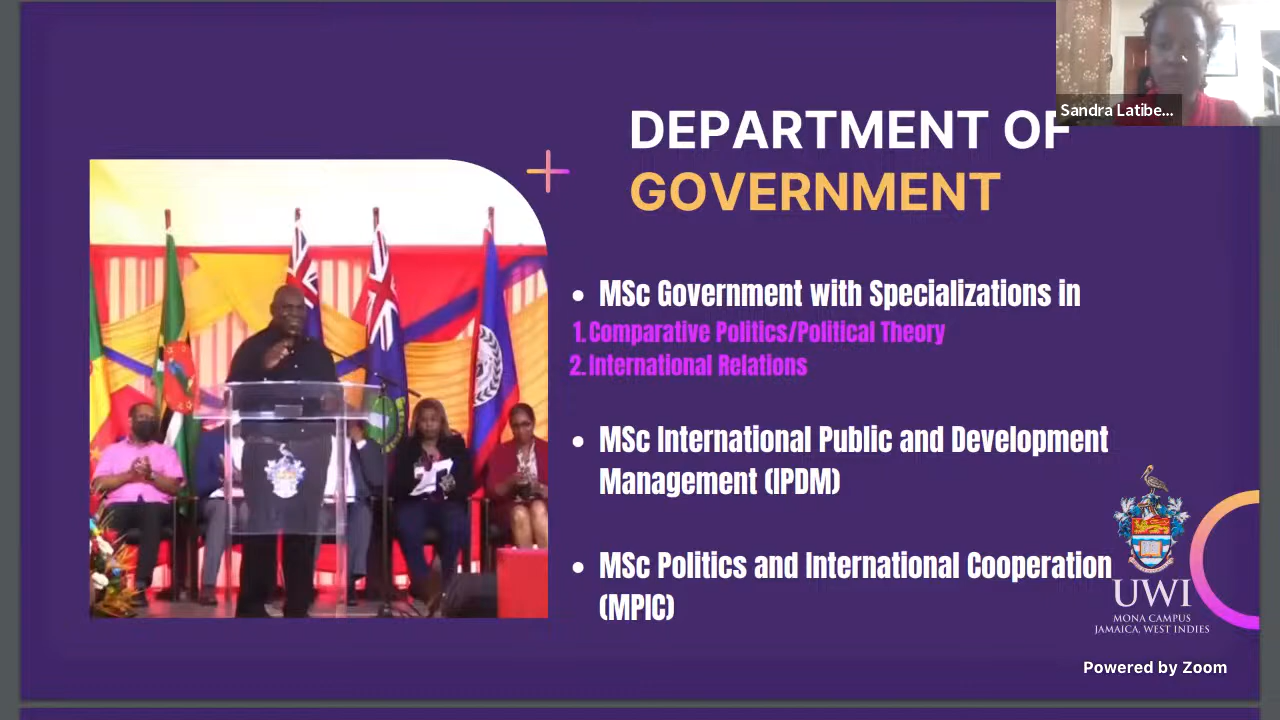 Sandra Latibe...
DEPARTMENT OF
GOVERNMENT
MSc Government with Specializations in
1. Comparative Politics/Political Theory
2. International Relations
MSc International Public and Development
Management (IPDM)
MSc Politics and International Cooperation
(MPIC)
UWI
MONA CAMPUS
JAMAICA, WEST INDIES
Powered by Zoom